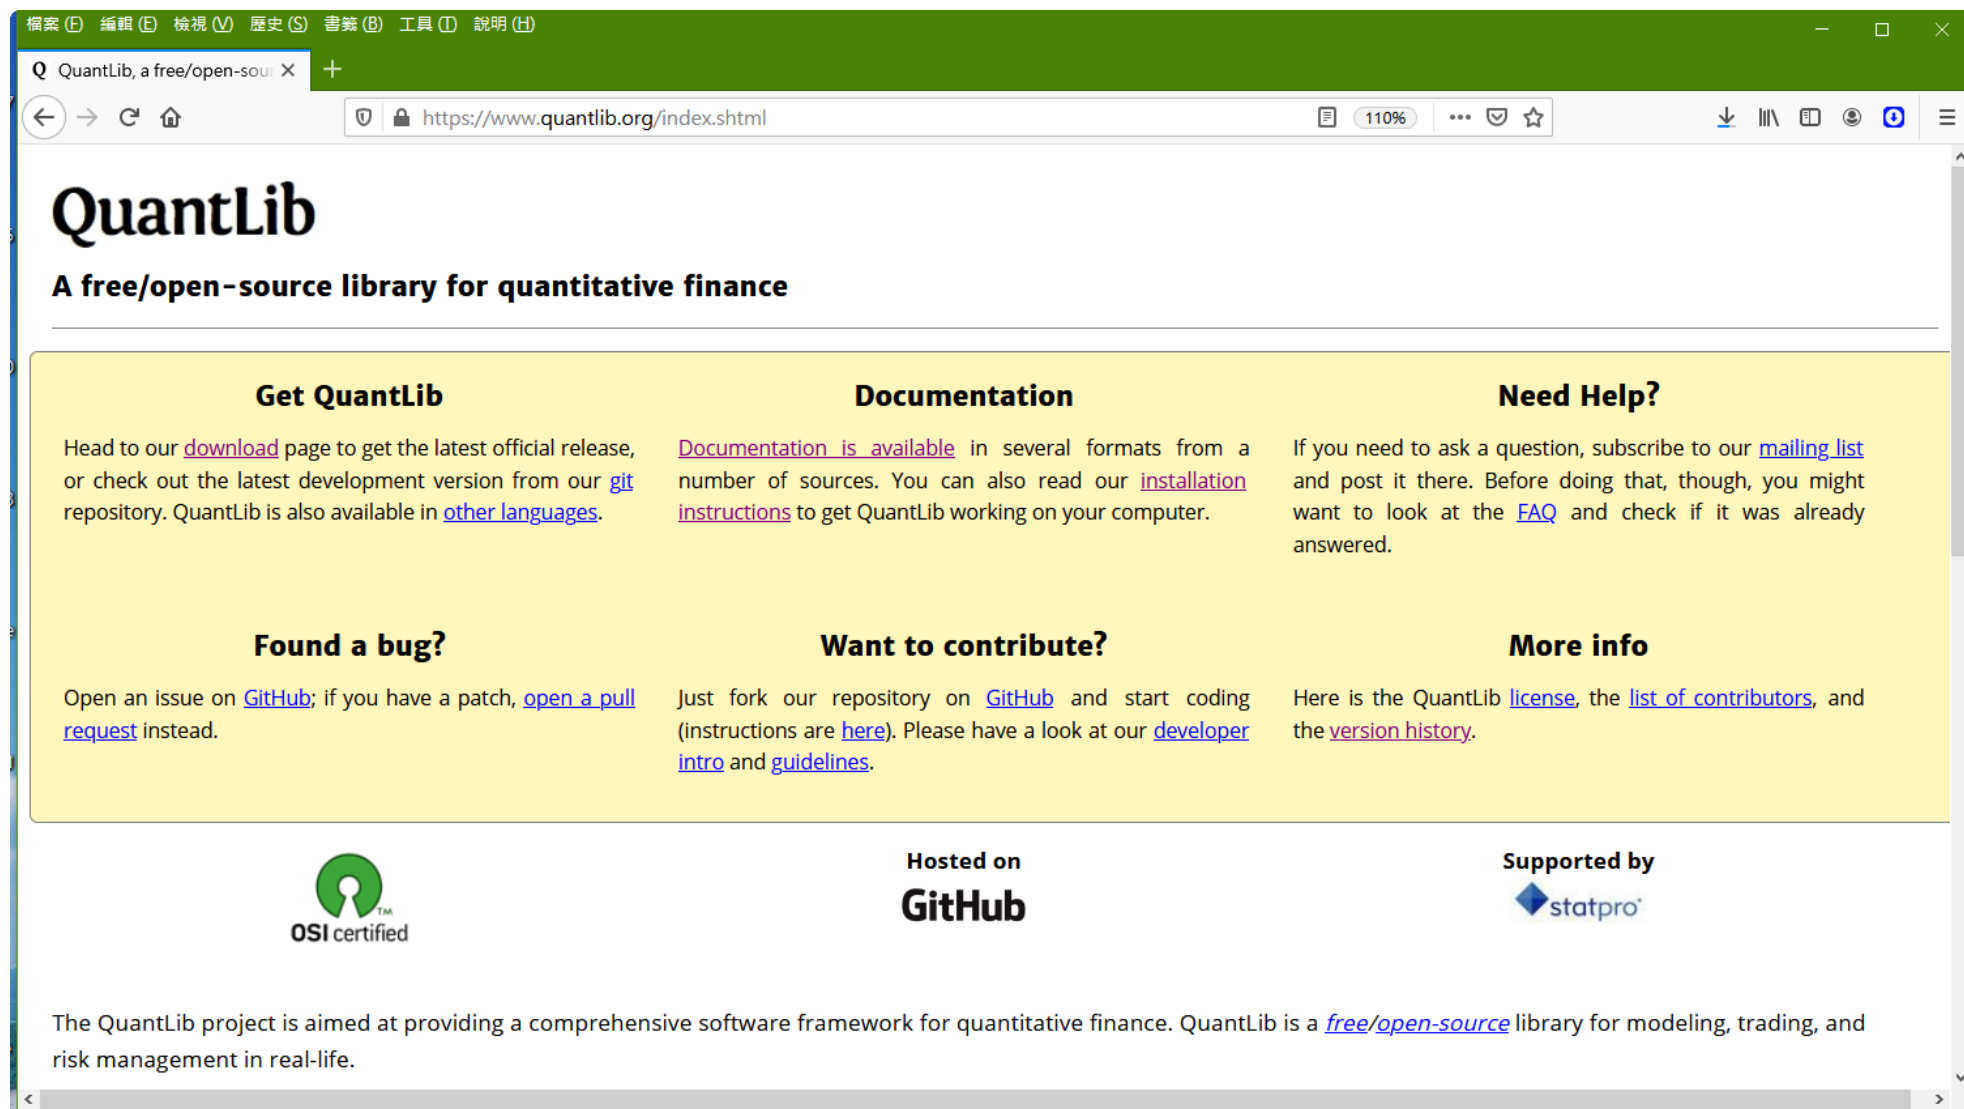 檔案 (F) 編輯 (E) 檢視 (V) 歷史 (S) 書籤 (B) 工具 (T) 說明 (H)
Q QuantLib, a free/open-sour
https://www.quantlib.org/index.shtml
110%
QuantLib
A free/open-source library for quantitative finance
Get QuantLib
Head to our download page to get the latest official release,
or check out the latest development version from our git
repository. QuantLib is also available in other languages.
Documentation
Documentation is available in several formats from a
number of sources. You can also read our installation
instructions to get QuantLib working on your computer.
Need Help?
If you need to ask a question, subscribe to our mailing list
and post it there. Before doing that, though, you might
want to look at the FAQ and check if it was already
answered.
Found a bug?
Open an issue on GitHub; if you have a patch, open a pull
request instead.
Want to contribute?
Just fork our repository on GitHub and start coding
(instructions are here). Please have a look at our developer
intro and guidelines.
More info
Here is the QuantLib license, the list of contributors, and
the version history.
TM
OSI certified
Hosted on
GitHub
Supported by
statpro
The QuantLib project is aimed at providing a comprehensive software framework for quantitative finance. QuantLib is a free/open-source library for modeling, trading, and
risk management in real-life.